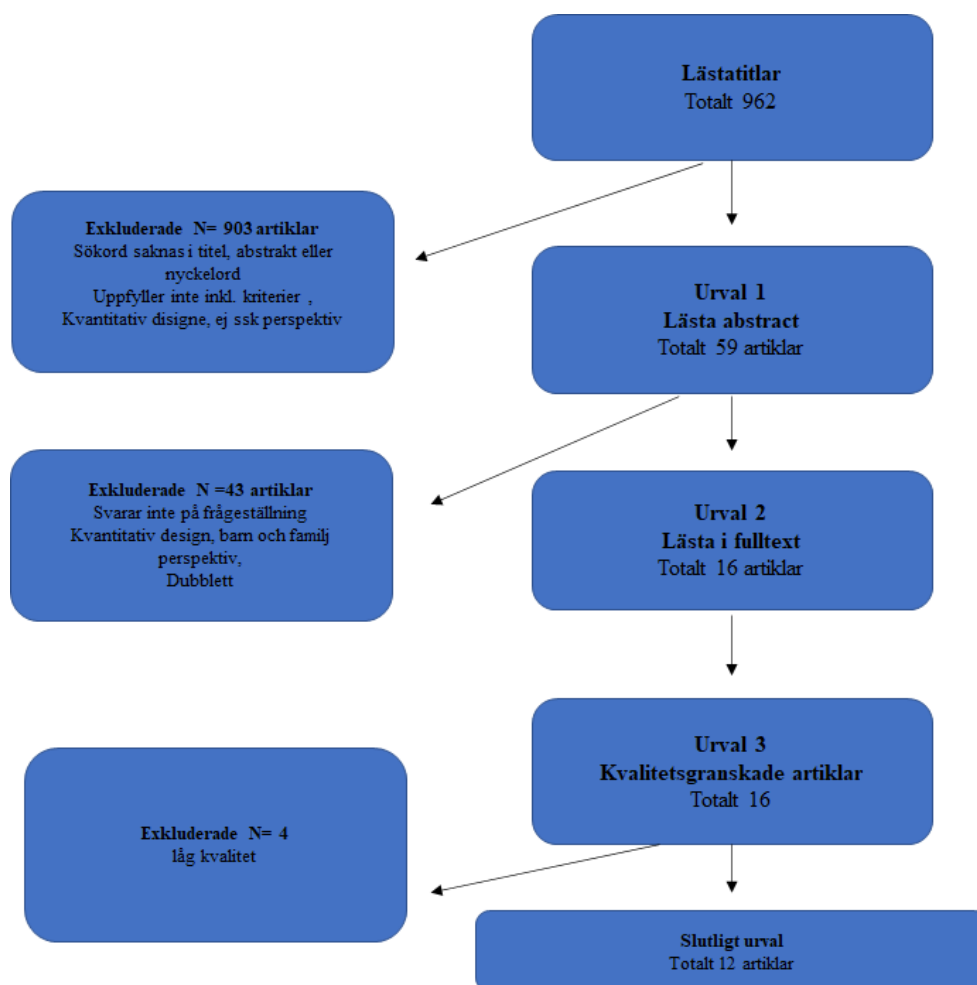 Lästatitlar
Totalt 962
Exkluderade N= 903 artiklar
Sökord saknas i titel, abstrakt eller
nyckelord
Uppfyller inte inkl. kriterier ,
Kvantitativ disigne, ej ssk perspektiv
Urval 1
Lästa abstract
Totalt 59 artiklar
Exkluderade N =43 artiklar
Svarar inte på frågeställning
Kvantitativ design, barn och familj
perspektiv,
Dubblett
Urval 2
Lästa i fulltext
Totalt 16 artiklar
Urval 3
Kvalitetsgranskade artiklar
Totalt 16
Exkluderade N= 4
låg kvalitet
Slutligt urval
Totalt 12 artiklar